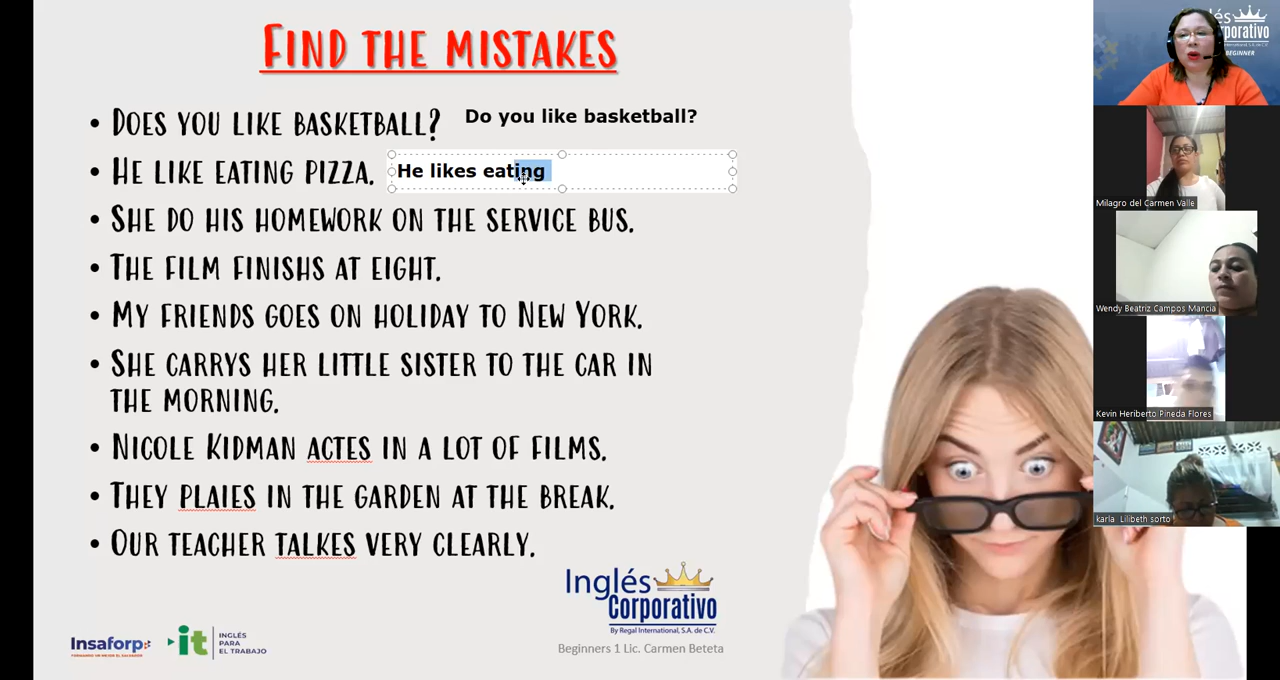 FIND THE MISTAKES
• DOES YOU LIKE BASKETBALL? Do you like basketball?
• HE LIKE EATING PIZZA. He likes eating
• SHE DO HIS HOMEWORK ON THE SERVICE BUS.
• THE FILM FINISHS AT EIGHT.
• MY FRIENDS GOES ON HOLIDAY TO NEW YORK.
• SHE CARRYS HER LITTLE SISTER TO THE CAR IN
THE MORNING.
• NICOLE KIDMAN ACTES IN A LOT OF FILMS.
• THEY PLAIES IN THE GARDEN AT THE BREAK.
• OUR TEACHER TALKES VERY CLEARLY.
Inglés
Corporativo
By Regal International, S.A. de C.V.
Beginners 1 Lic. Carmen Beteta
Insaforp
it
INGLÉS
PARA
EL TRABAJO
BEGINNER
Milagro del Carmen Valle
Wendy Beatriz Campos Mancia
Kevin Heriberto Pineda Flores
karla Lilibeth sorto